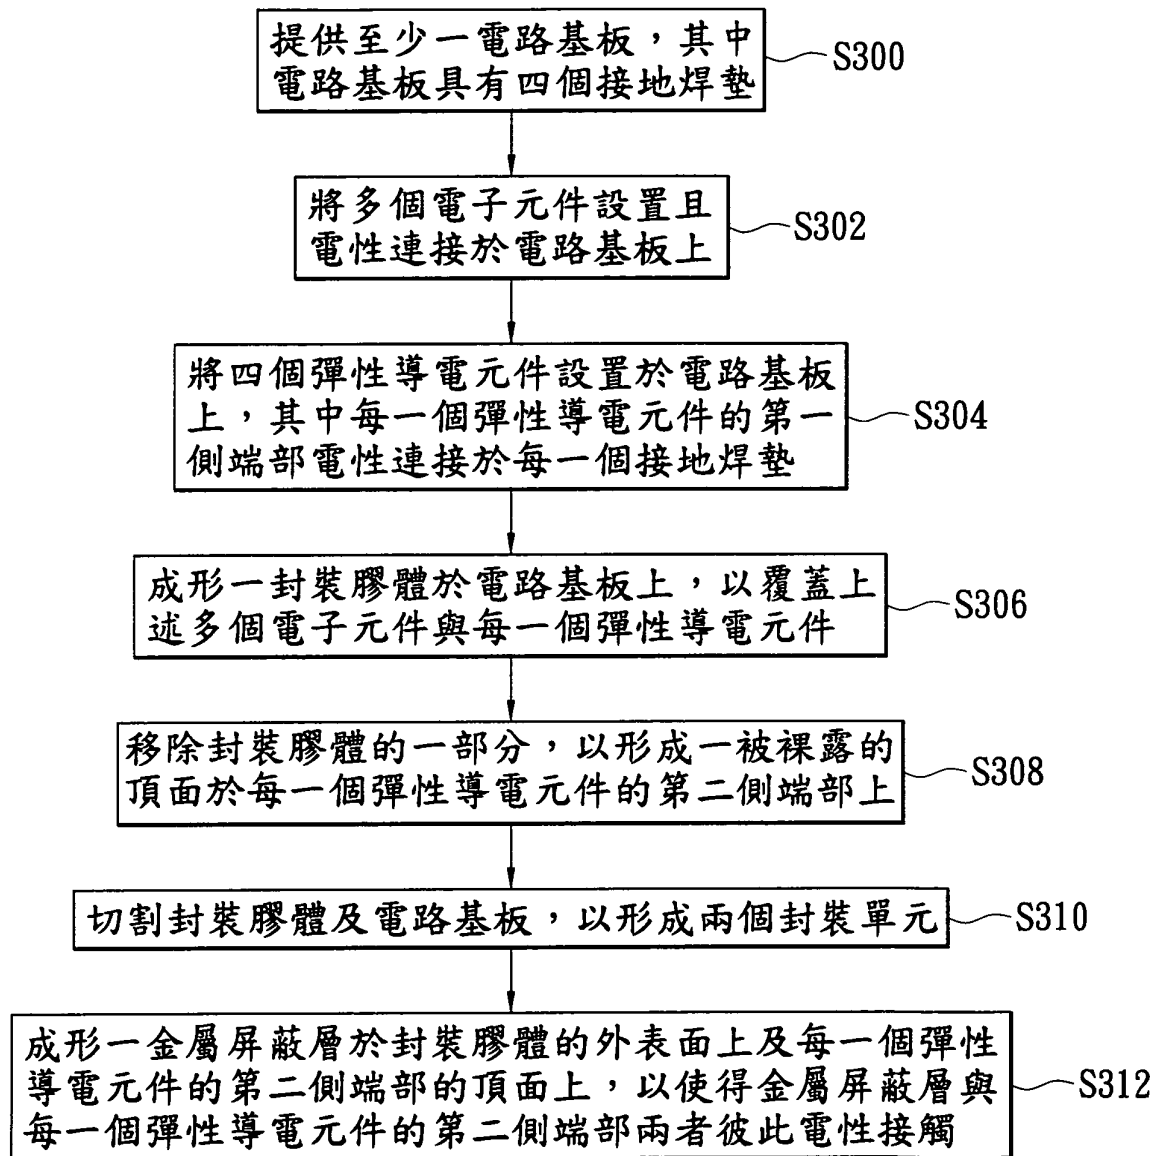 提供至少一電路基板，其中
電路基板具有四個接地焊墊
S300
將多個電子元件設置且
電性連接於電路基板上
S302
將四個彈性導電元件設置於電路基板
上，其中每一個彈性導電元件的第一
側端部電性連接於每一個接地焊墊
S304
成形一封裝膠體於電路基板上，以覆蓋上
述多個電子元件與每一個彈性導電元件
S306
移除封裝膠體的一部分，以形成一被裸露的
頂面於每一個彈性導電元件的第二側端部上
S308
切割封裝膠體及電路基板，以形成兩個封裝單元
S310
成形一金屬屏蔽層於封裝膠體的外表面上及每一個彈性
導電元件的第二側端部的頂面上，以使得金屬屏蔽層與
每一個彈性導電元件的第二側端部兩者彼此電性接觸
S312